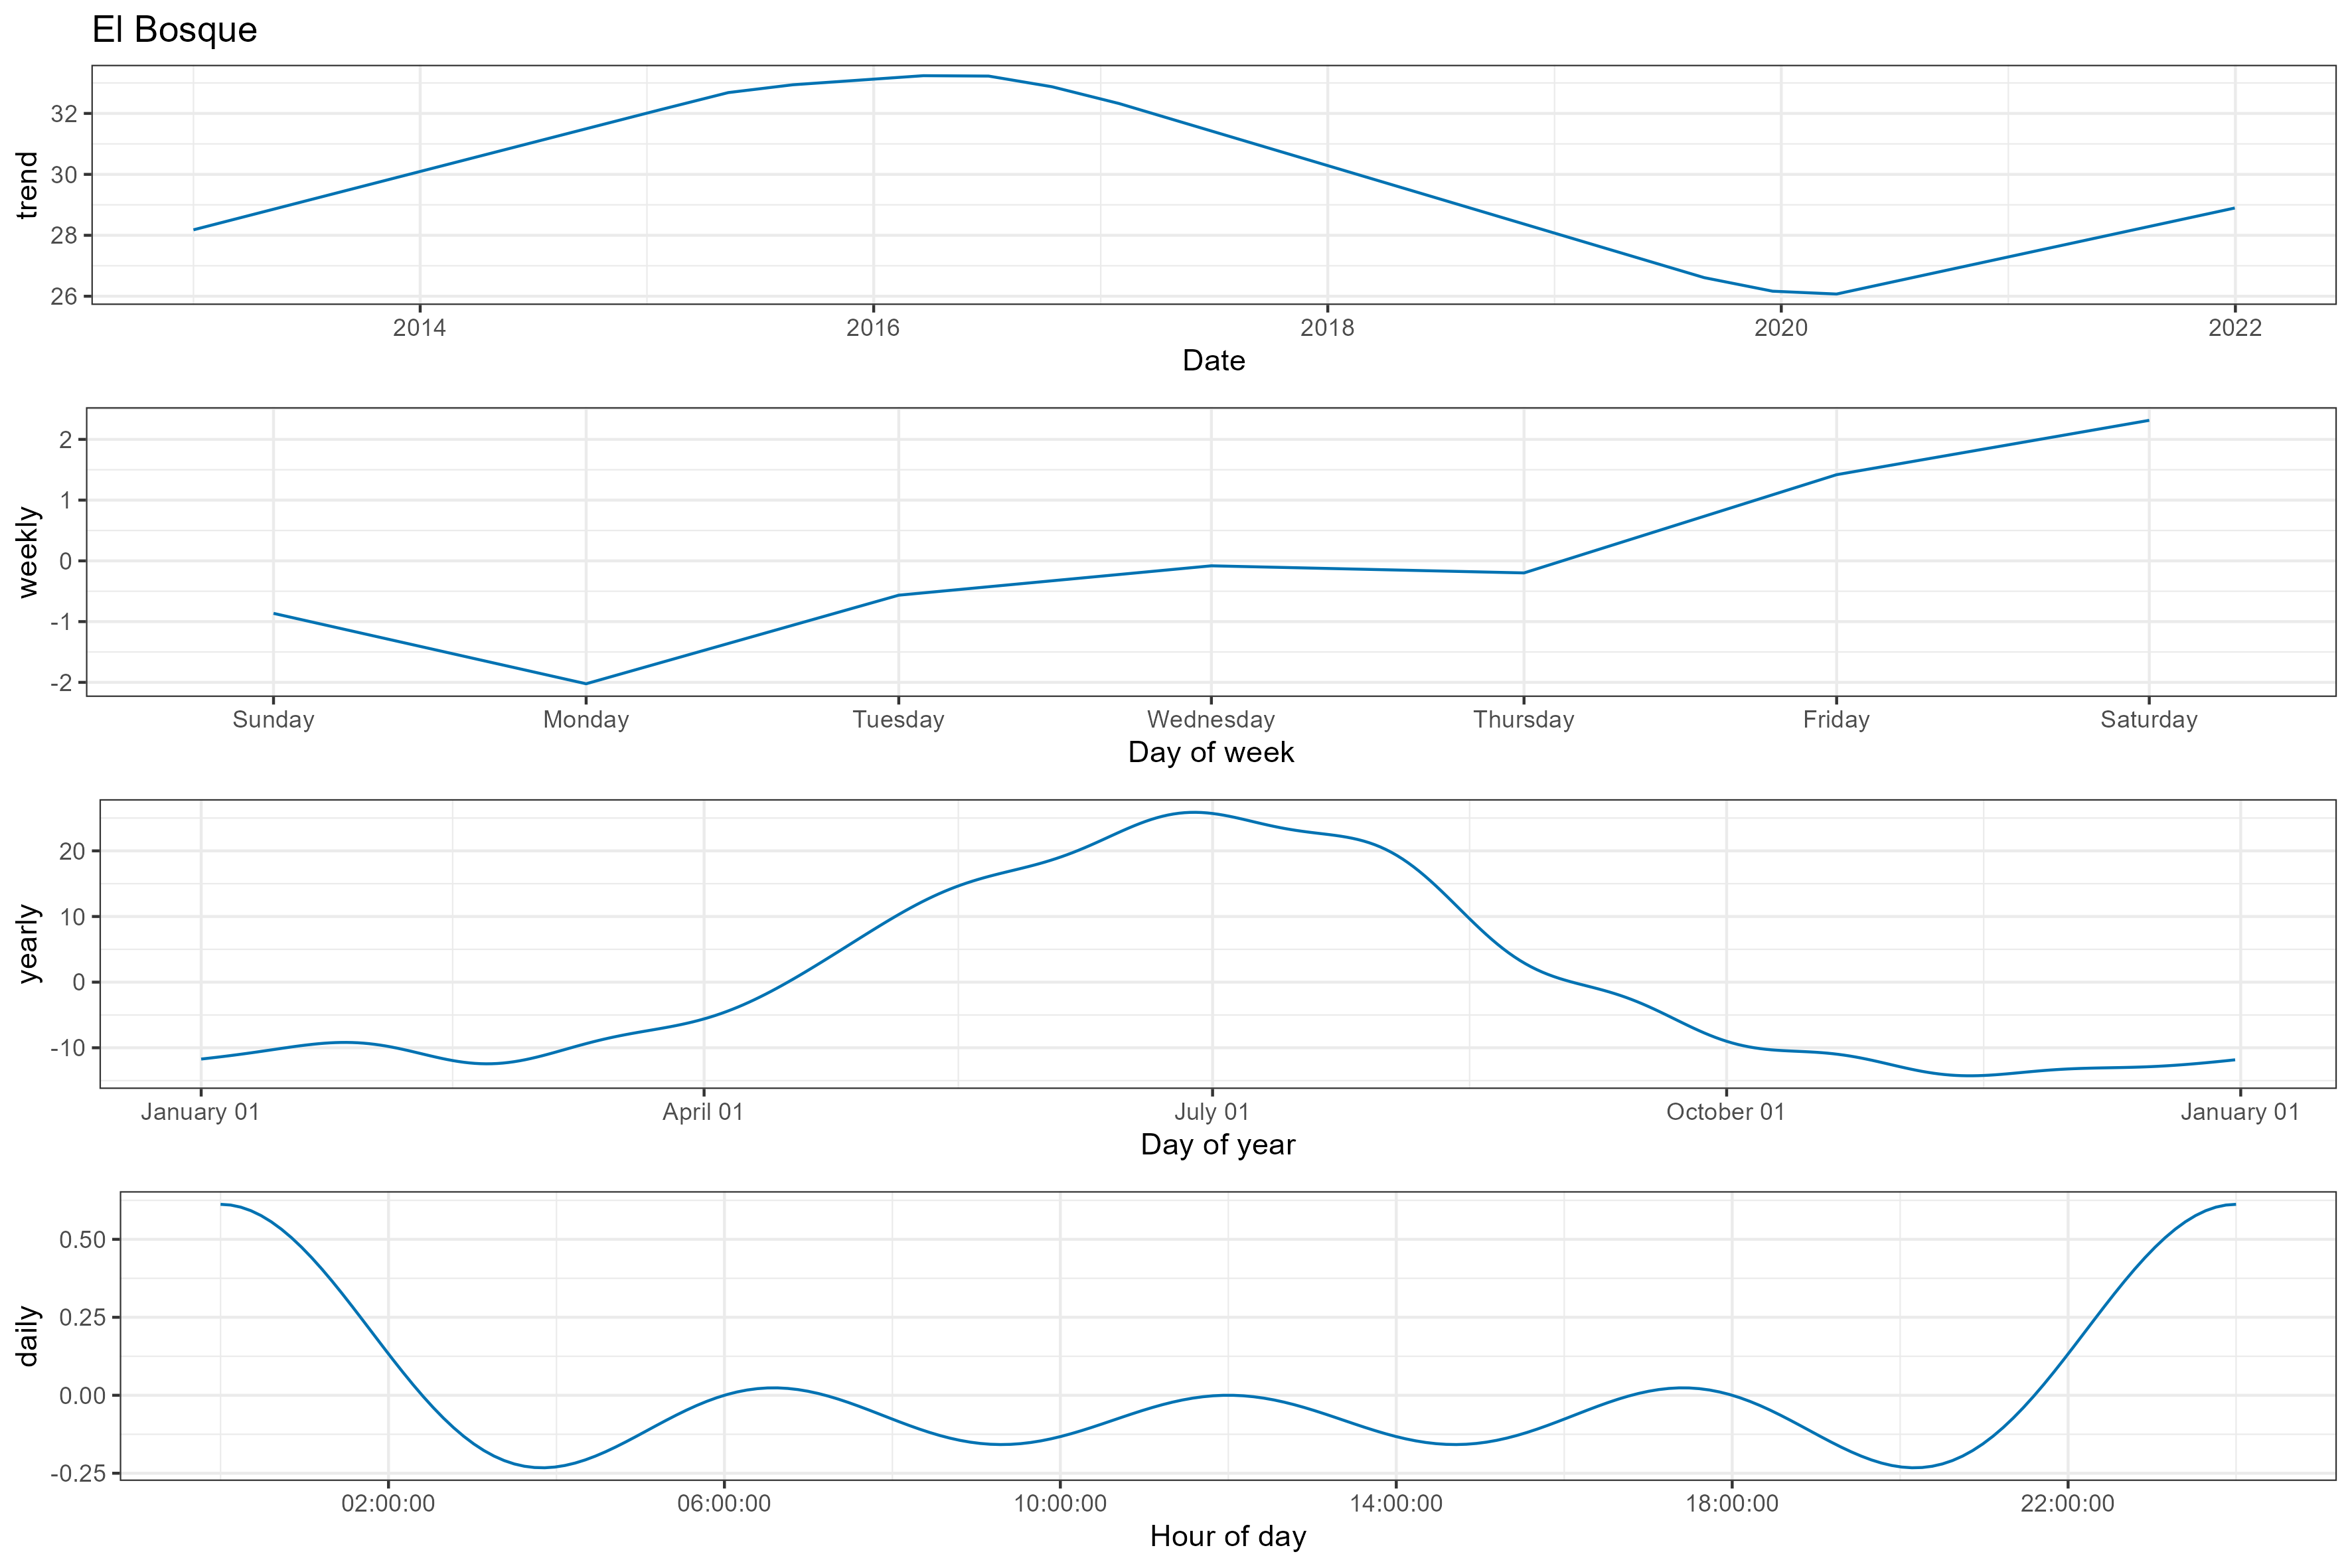 El Bosque
trend
32
30
28
26
2014 2016 2018 2020 2022
Date
weekly
2
1
0
-1
-2
Sunday Monday Tuesday Wednesday Thursday Friday Saturday
Day of week
yearly
20
10
0
-10
January 01 April 01 July 01 October 01 January 01
Day of year
daily
0.50
0.25
0.00
-0.25
02:00:00 06:00:00 10:00:00 14:00:00 18:00:00 22:00:00
Hour of day